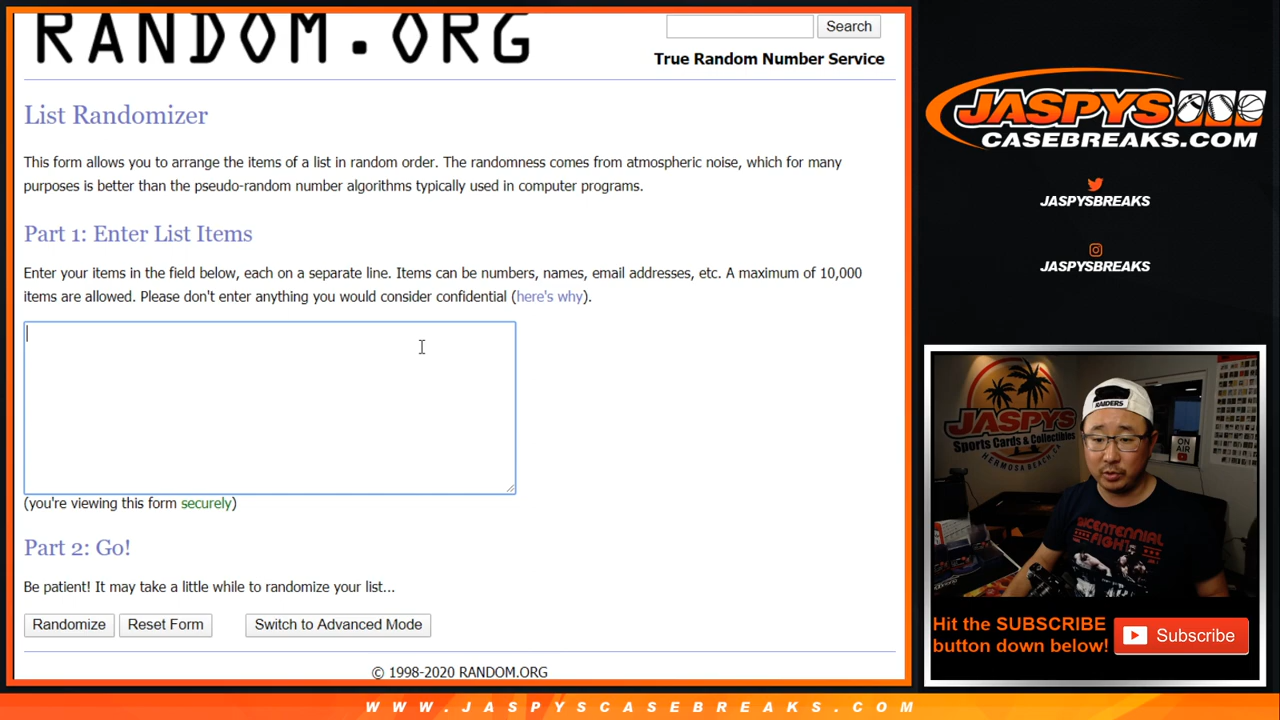 RANDOM.ORG
Search
True Random Number Service
List Randomizer
This form allows you to arrange the items of a list in random order. The randomness comes from atmospheric noise, which for many
purposes is better than the pseudo-random number algorithms typically used in computer programs.
Part 1: Enter List Items
Enter your items in the field below, each on a separate line. Items can be numbers, names, email addresses, etc. A maximum of 10,000
items are allowed. Please don't enter anything you would consider confidential (here's why).
(you're viewing this form securely)
Part 2: Go!
Be patient! It may take a little while to randomize your list...
Randomize Reset Form Switch to Advanced Mode
© 1998-2020 RANDOM.ORG
JASPYS
CASEBREAKS.COM
JASPYSBREAKS
JASPYSBREAKS
JASPYS
Sports Cards & Collectibles
HERMOSA BEACH, CA
RAIDERS
ON
AIR
BICENTENNIAL
FIGHT
Hit the SUBSCRIBE
button down below!
Subscribe
WWW.JASPYSCASEBREAKS.COM